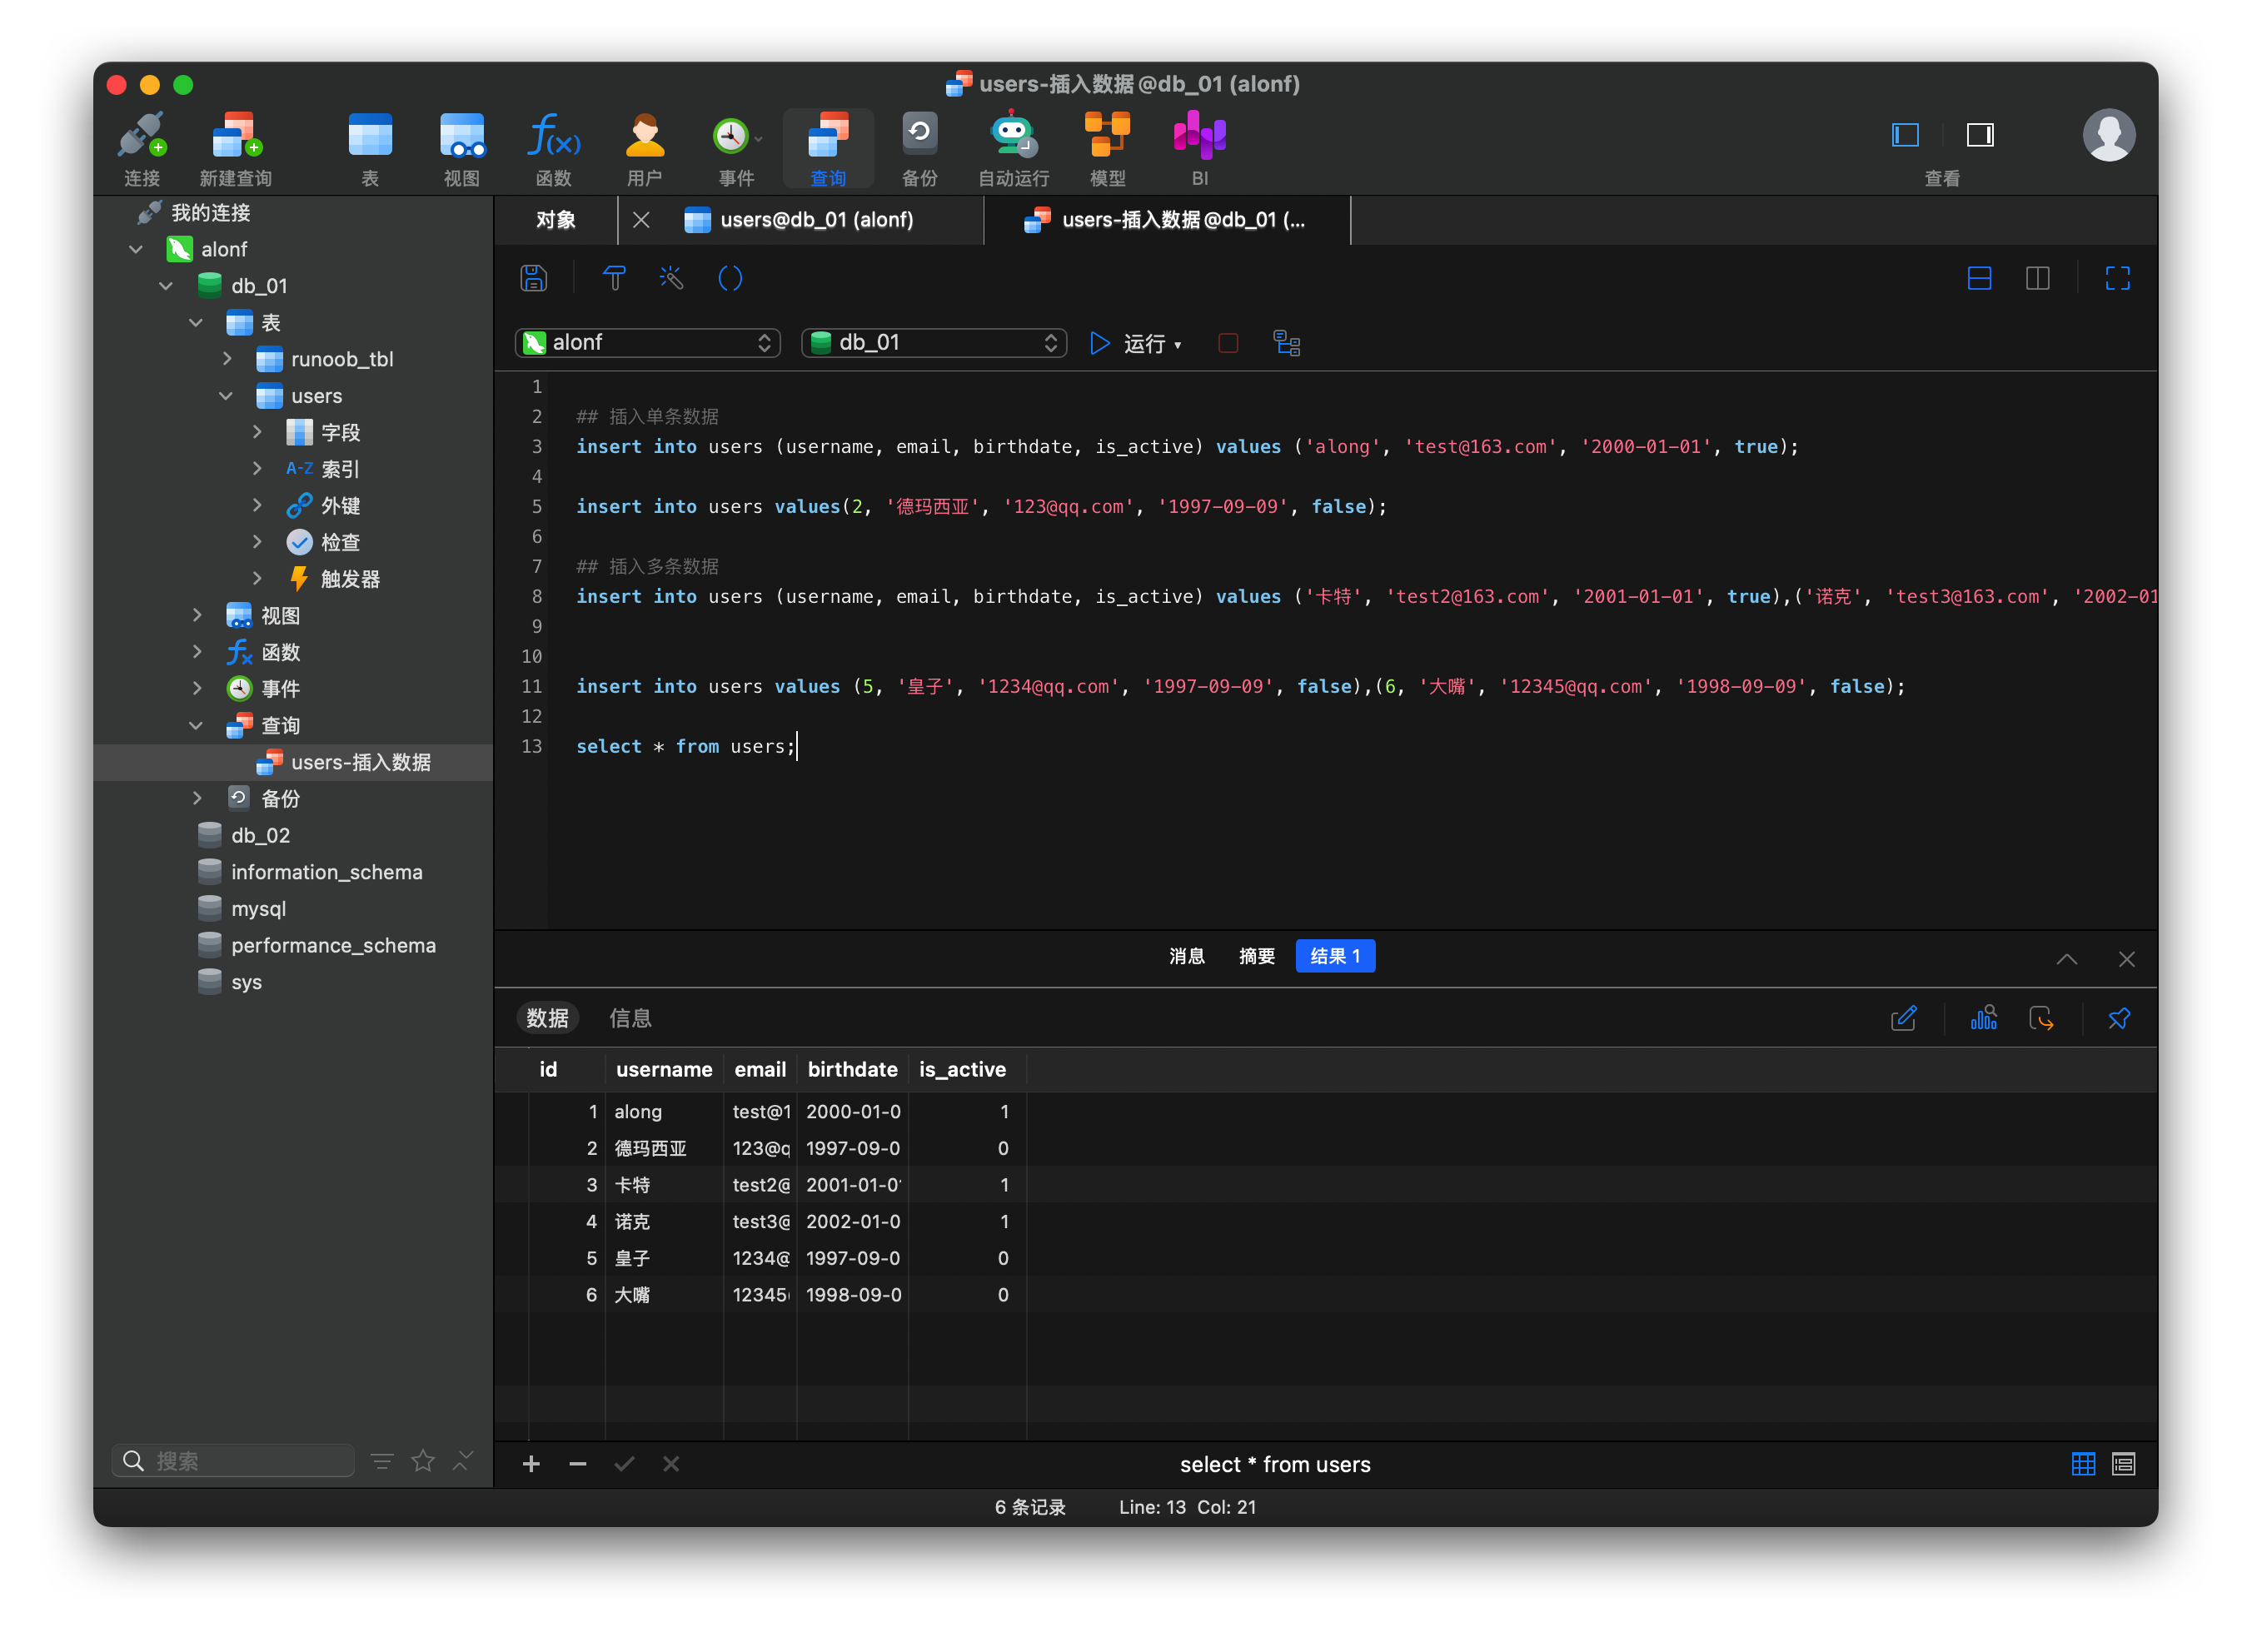 users-插入数据@db_01 (alonf)
连接 新建查询 表 视图 函数 用户 事件 查询 备份 自动运行 模型 BI 查看
我的连接
alonf
db_01
表
runoob_tbl
users
字段
A-Z 索引
外键
检查
触发器
视图
函数
事件
查询
users-插入数据
备份
db_02
information_schema
mysql
performance_schema
sys
搜索
对象 users@db_01 (alonf) users-插入数据@db_01 (...
alonf db_01 运行
1
2 ## 插入单条数据
3 insert into users (username, email, birthdate, is_active) values ('along', 'test@163.com', '2000-01-01', true);
4
5 insert into users values(2, '德玛西亚', '123@qq.com', '1997-09-09', false);
6
7 ## 插入多条数据
8 insert into users (username, email, birthdate, is_active) values ('卡特', 'test2@163.com', '2001-01-01', true),('诺克', 'test3@163.com', '2002-01
9
10
11 insert into users values (5, '皇子', '1234@qq.com', '1997-09-09', false),(6, '大嘴', '12345@qq.com', '1998-09-09', false);
12
13 select * from users;
消息 摘要 结果 1
数据 信息
id username email birthdate is_active
1 along test@1 2000-01-0 1
2 德玛西亚 123@q 1997-09-0 0
3 卡特 test2@ 2001-01-0 1
4 诺克 test3@ 2002-01-0 1
5 皇子 1234@ 1997-09-0 0
6 大嘴 12345 1998-09-0 0
select * from users
6 条记录 Line: 13 Col: 21